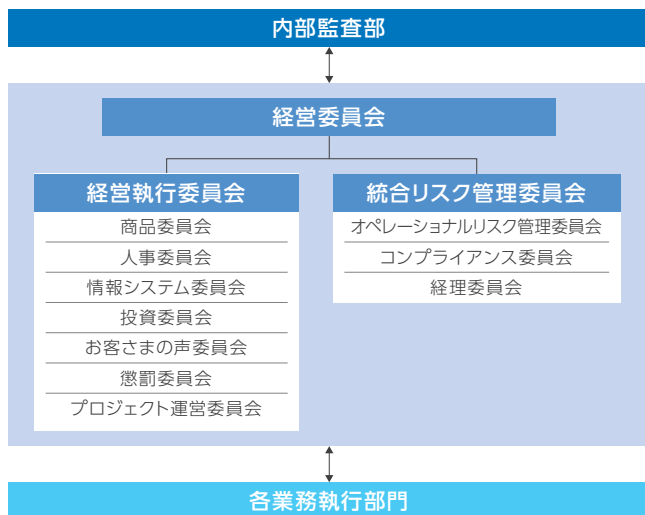 内部監査部
経営委員会
経営執行委員会
商品委員会
人事委員会
情報システム委員会
投資委員会
お客さまの声委員会
懲罰委員会
プロジェクト運営委員会
統合リスク管理委員会
オペレーショナルリスク管理委員会
コンプライアンス委員会
経理委員会
各業務執行部門